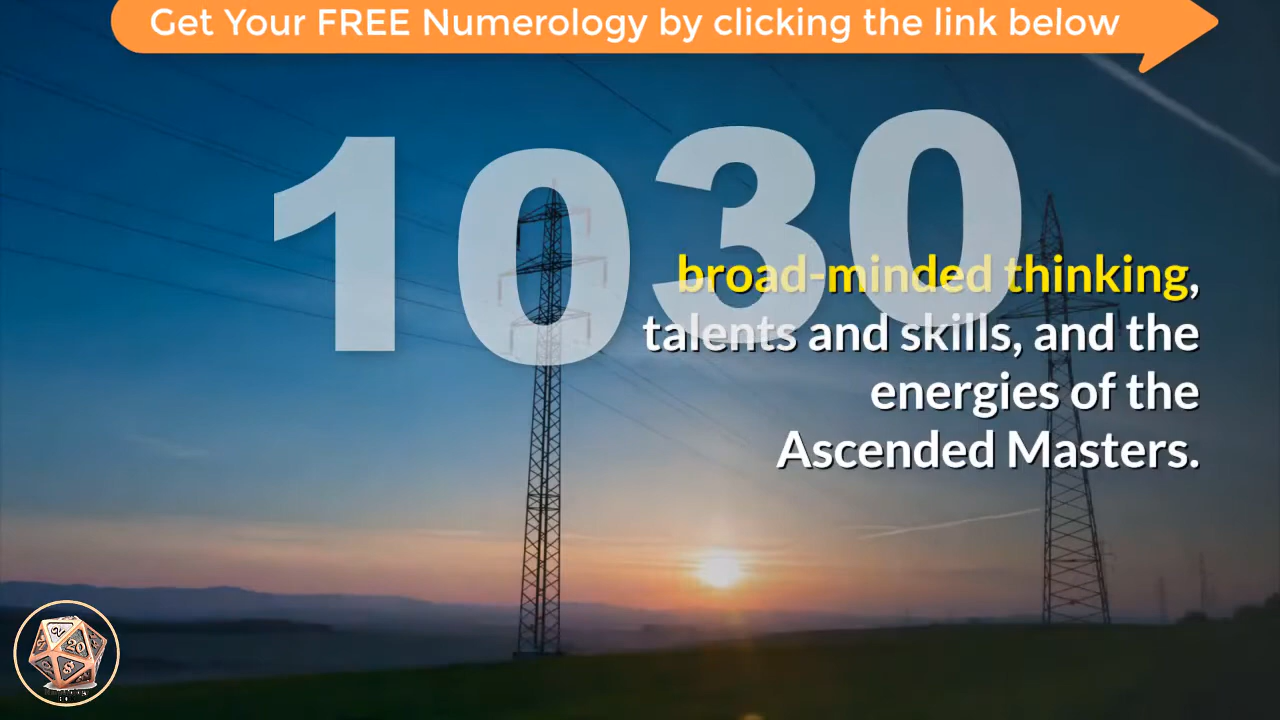 Get Your FREE Numerology by clicking the link below
1030
broad-minded thinking,
talents and skills, and the
energies of the
Ascended Masters.
20